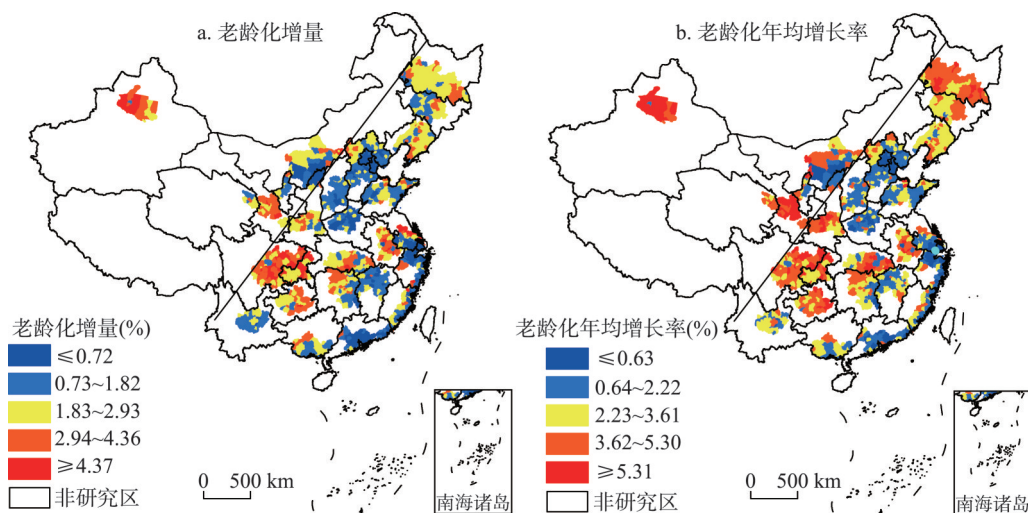 a. 老龄化增量
老龄化增量(%)
≤0.72
0.73~1.82
1.83~2.93
2.94~4.36
≥4.37
非研究区
0 500 km
南海诸岛
b. 老龄化年均增长率
老龄化年均增长率(%)
≤0.63
0.64~2.22
2.23~3.61
3.62~5.30
≥5.31
非研究区
0 500 km
南海诸岛